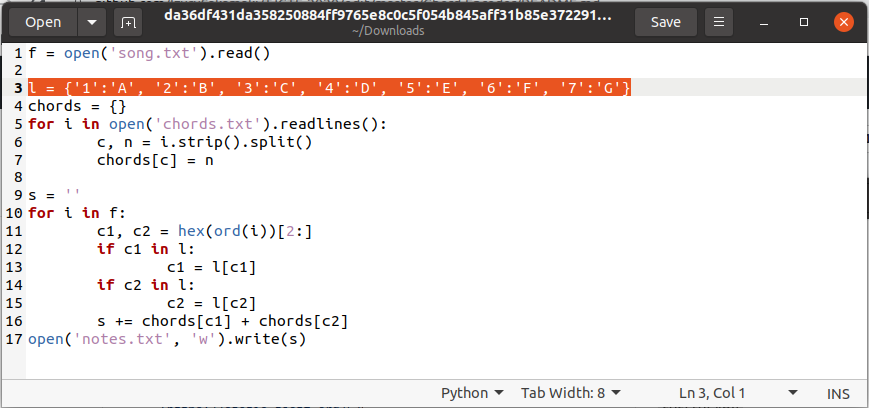 Open
da36df431da358250884ff9765e8c0c5f054b845aff31b85e372291...
~/Downloads
Save
1 f = open('song.txt').read()
2
3 l = {'1':'A', '2':'B', '3':'C', '4':'D', '5':'E', '6':'F', '7':'G'}
4 chords = {}
5 for i in open('chords.txt').readlines():
6         c, n = i.strip().split()
7         chords[c] = n
8
9 s = ''
10 for i in f:
11         c1, c2 = hex(ord(i))[2:]
12         if c1 in l:
13                 c1 = l[c1]
14         if c2 in l:
15                 c2 = l[c2]
16         s += chords[c1] + chords[c2]
17 open('notes.txt', 'w').write(s)
Python Tab Width: 8 Ln 3, Col 1 INS